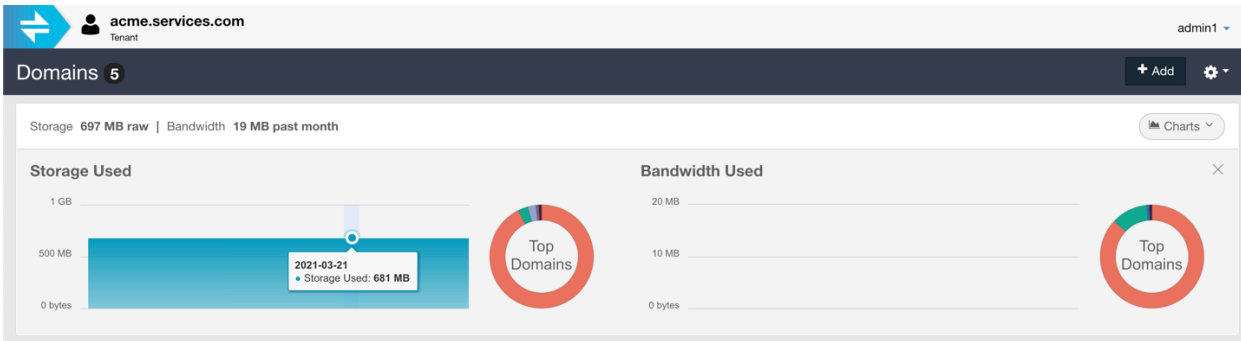 acme.services.com
Tenant
admin1
Domains 5
+ Add
Storage 697 MB raw | Bandwidth 19 MB past month
Charts
Storage Used
1 GB
500 MB
0 bytes
2021-03-21
• Storage Used: 681 MB
Top
Domains
Bandwidth Used
20 MB
10 MB
0 bytes
Top
Domains